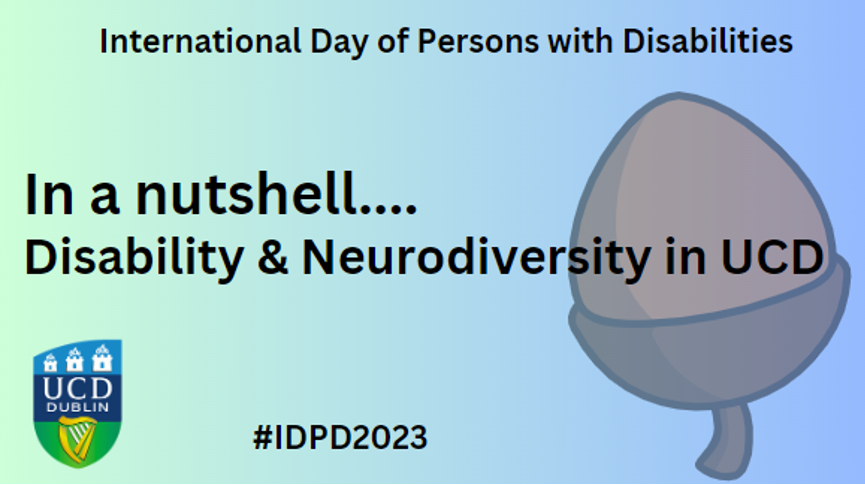 International Day of Persons with Disabilities
In a nutshell....
Disability & Neurodiversity in UCD
UCD
DUBLIN
#IDPD2023